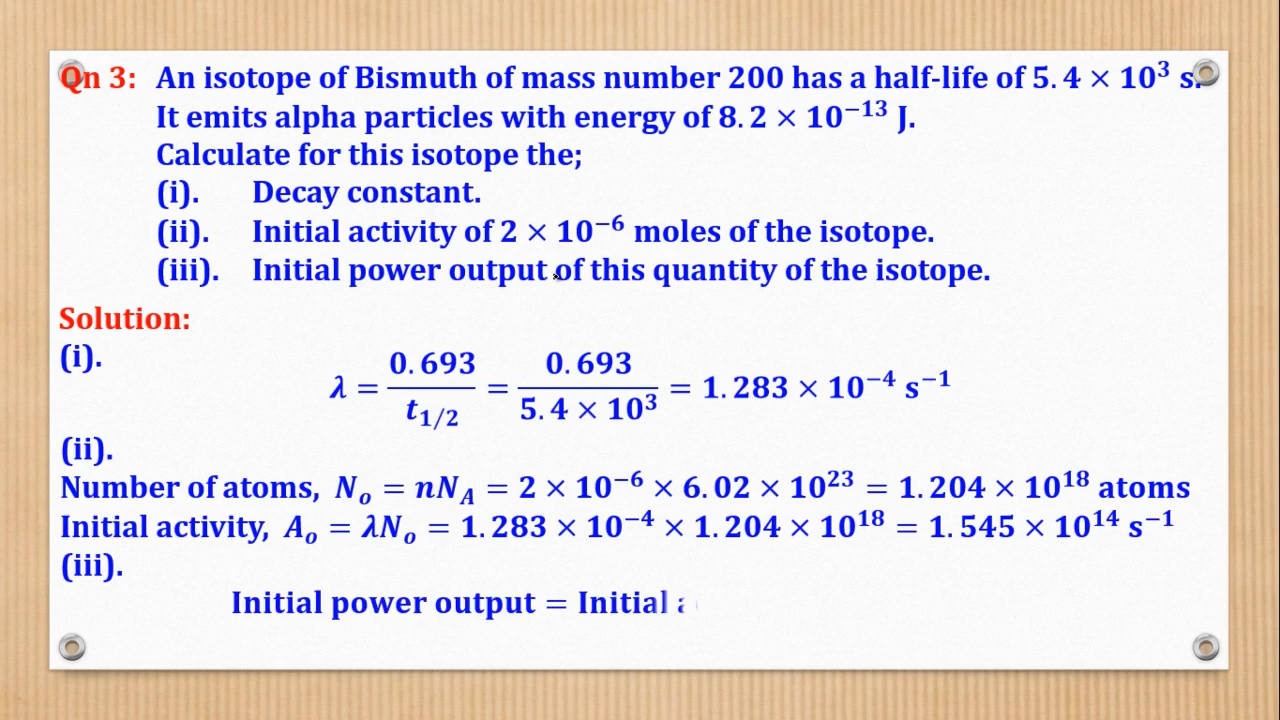 Qn 3: An isotope of Bismuth of mass number 200 has a half-life of 5.4 × 10³ s.
It emits alpha particles with energy of 8.2 × 10⁻¹³ J.
Calculate for this isotope the;
(i). Decay constant.
(ii). Initial activity of 2 × 10⁻⁶ moles of the isotope.
(iii). Initial power output of this quantity of the isotope.
Solution:
(i).
λ = 0.693 / t₁/₂ = 0.693 / 5.4 × 10³ = 1.283 × 10⁻⁴ s⁻¹
(ii).
Number of atoms, Nₒ = nN_A = 2 × 10⁻⁶ × 6.02 × 10²³ = 1.204 × 10¹⁸ atoms
Initial activity, Aₒ = λNₒ = 1.283 × 10⁻⁴ × 1.204 × 10¹⁸ = 1.545 × 10¹⁴ s⁻¹
(iii).
Initial power output = Initial